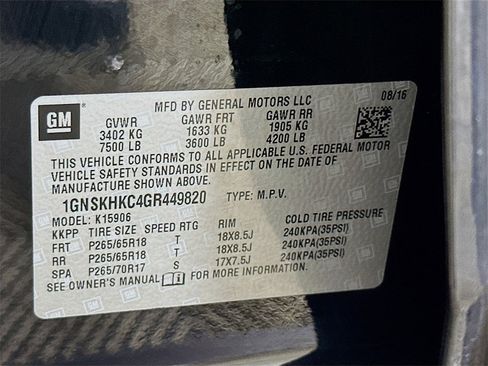 GM
MFD BY GENERAL MOTORS LLC 08/16
GVWR GAWR FRT GAWR RR
3402 KG 1633 KG 1905 KG
7500 LB 3600 LB 4200 LB
THIS VEHICLE CONFORMS TO ALL APPLICABLE U.S. FEDERAL MOTOR
VEHICLE SAFETY STANDARDS IN EFFECT ON THE DATE OF
MANUFACTURE SHOWN ABOVE.
1GNSKHKC4GR449820 TYPE: M.P.V.
MODEL: K15906
KKPP TIRE SIZE SPEED RTG RIM COLD TIRE PRESSURE
FRT P265/65R18 T 18X8.5J 240KPA(35PSI)
RR P265/65R18 T 18X8.5J 240KPA(35PSI)
SPA P265/70R17 S 17X7.5J 240KPA(35PSI)
SEE OWNER'S MANUAL FOR MORE INFORMATION.